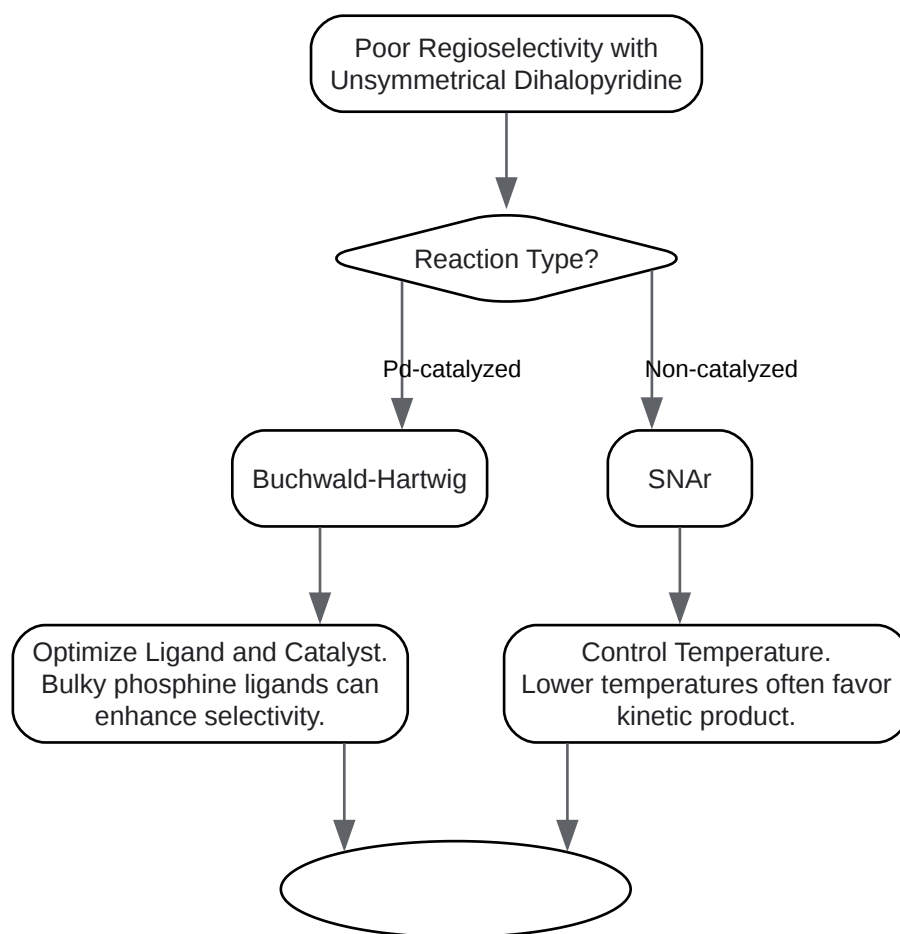 Poor Regioselectivity with
Unsymmetrical Dihalopyridine
Reaction Type?
Pd-catalyzed
Non-catalyzed
Buchwald-Hartwig
SNAr
Optimize Ligand and Catalyst.
Bulky phosphine ligands can
enhance selectivity.
Control Temperature.
Lower temperatures often favor
kinetic product.